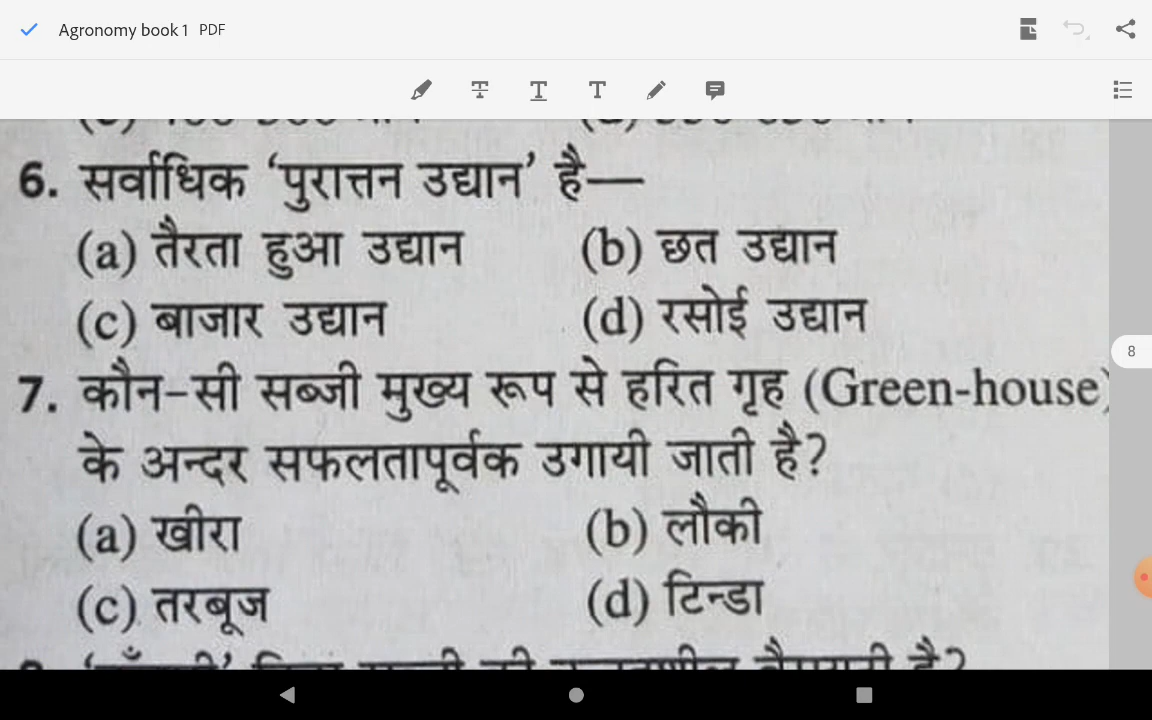 Agronomy book 1 PDF
6. सर्वाधिक ‘पुरात्तन उद्यान’ है—
(a) तैरता हुआ उद्यान (b) छत उद्यान
(c) बाजार उद्यान (d) रसोई उद्यान
7. कौन-सी सब्जी मुख्य रूप से हरित गृह (Green-house)
8
के अन्दर सफलतापूर्वक उगायी जाती है?
(a) खीरा (b) लौकी
(c) तरबूज (d) टिन्डा